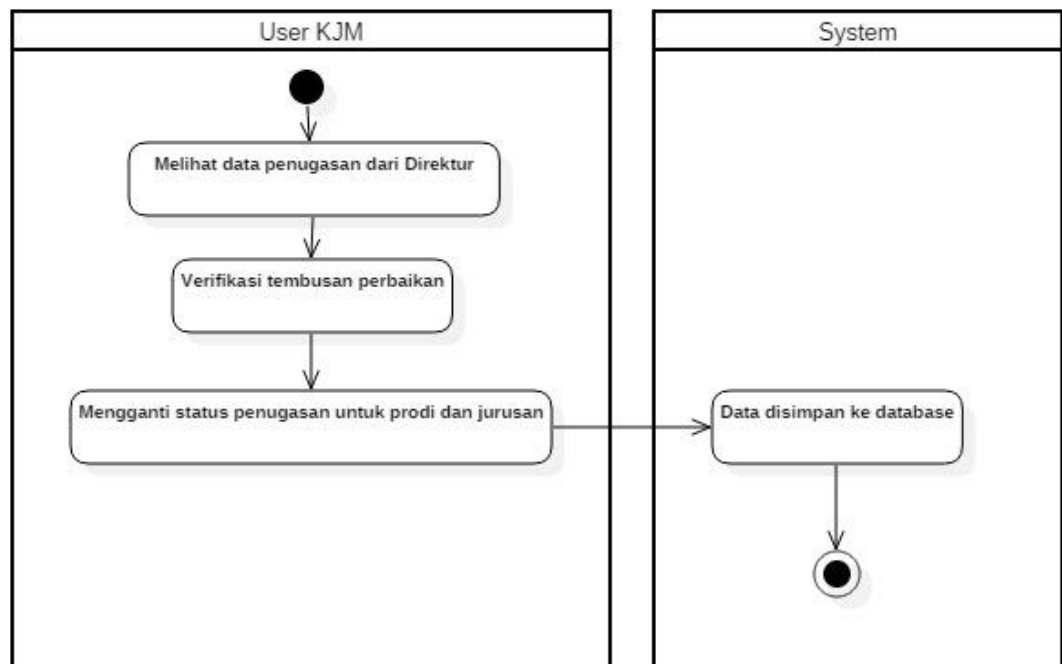 User KJM
System
Melihat data penugasan dari Direktur
Verifikasi tembusan perbaikan
Mengganti status penugasan untuk prodi dan jurusan
Data disimpan ke database